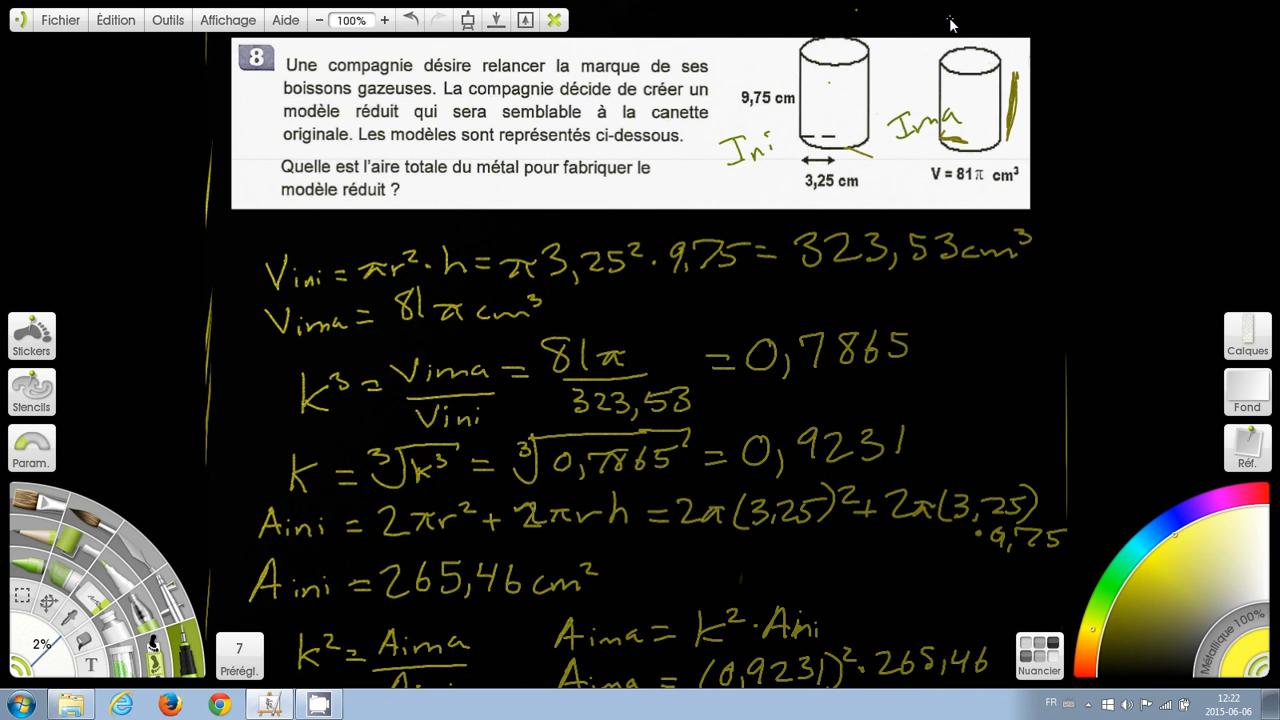 Fichier Édition Outils Affichage Aide − 100% +
8
Une compagnie désire relancer la marque de ses
boissons gazeuses. La compagnie décide de créer un
modèle réduit qui sera semblable à la canette
originale. Les modèles sont représentés ci-dessous.
Quelle est l'aire totale du métal pour fabriquer le
modèle réduit ?
9,75 cm
Ini
3,25 cm
Ima
V = 81π cm³
Vini = πr² · h = π3,25² · 9,75 = 323,53cm³
Vima = 81π cm³
k³ = Vima / Vini = 81π / 323,53 = 0,7865
k = ∛k³ = ∛0,7865 = 0,9231
Aini = 2πr² + 2πrh = 2π(3,25)² + 2π(3,25)
· 9,75
Aini = 265,46cm²
k² = Aima / Aini
Aima = k² · Aini
Aima = (0,9231)² · 265,46
Stickers
Stencils
Param.
Calques
Fond
Réf.
2%
T
7
Prérégl.
Nuancier
Métallique 100%
FR
12:22
2015-06-06